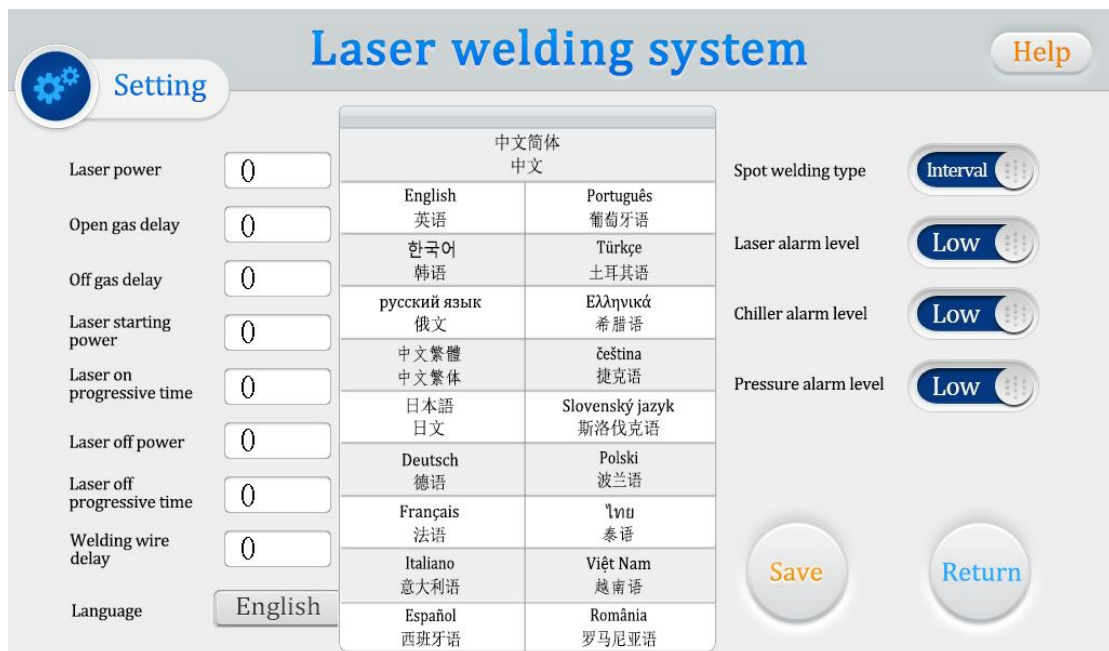 Laser welding system
Help
Setting
Laser power
0
Open gas delay
0
Off gas delay
0
Laser starting
power
0
Laser on
progressive time
0
Laser off power
0
Laser off
progressive time
0
Welding wire
delay
0
Language
English
中文简体
中文
English
英语
Português
葡萄牙语
한국어
韩语
Türkçe
土耳其语
русский язык
俄文
Ελληνικά
希腊语
中文繁體
中文繁体
čeština
捷克语
日本語
日文
Slovenský jazyk
斯洛伐克语
Deutsch
德语
Polski
波兰语
Français
法语
ไทย
泰语
Italiano
意大利语
Việt Nam
越南语
Español
西班牙语
România
罗马尼亚语
Spot welding type
Interval
Laser alarm level
Low
Chiller alarm level
Low
Pressure alarm level
Low
Save
Return